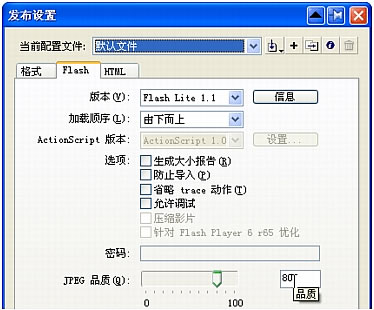 发布设置
当前配置文件: 默认文件
格式 Flash HTML
版本(V): Flash Lite 1.1 信息
加载顺序(L): 由下而上
ActionScript 版本: ActionScript 1.0 设置...
选项: 生成大小报告(R)
防止导入(P)
省略 trace 动作(T)
允许调试
压缩影片
针对 Flash Player 6 r65 优化
密码:
JPEG 品质(Q): 80
0 100 品质